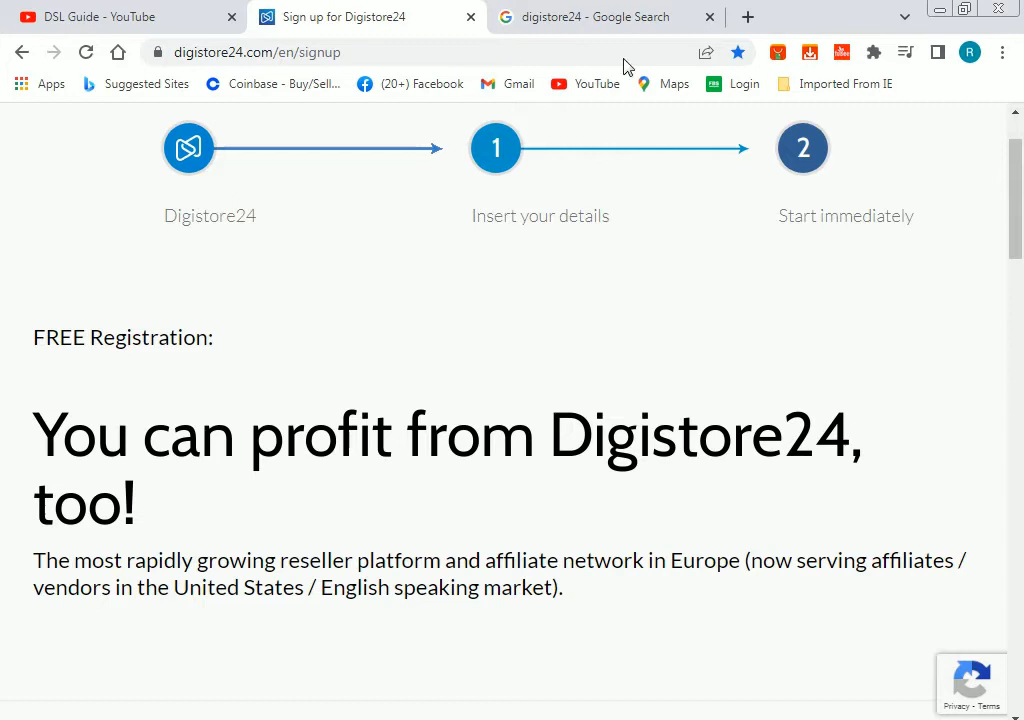 DSL Guide - YouTube
Sign up for Digistore24
digistore24 - Google Search
digistore24.com/en/signup
R
Apps
Suggested Sites
Coinbase - Buy/Sell...
(20+) Facebook
Gmail
YouTube
Maps
Login
Imported From IE
1
2
Digistore24
Insert your details
Start immediately
FREE Registration:
You can profit from Digistore24,
too!
The most rapidly growing reseller platform and affiliate network in Europe (now serving affiliates /
vendors in the United States / English speaking market).
Privacy - Terms